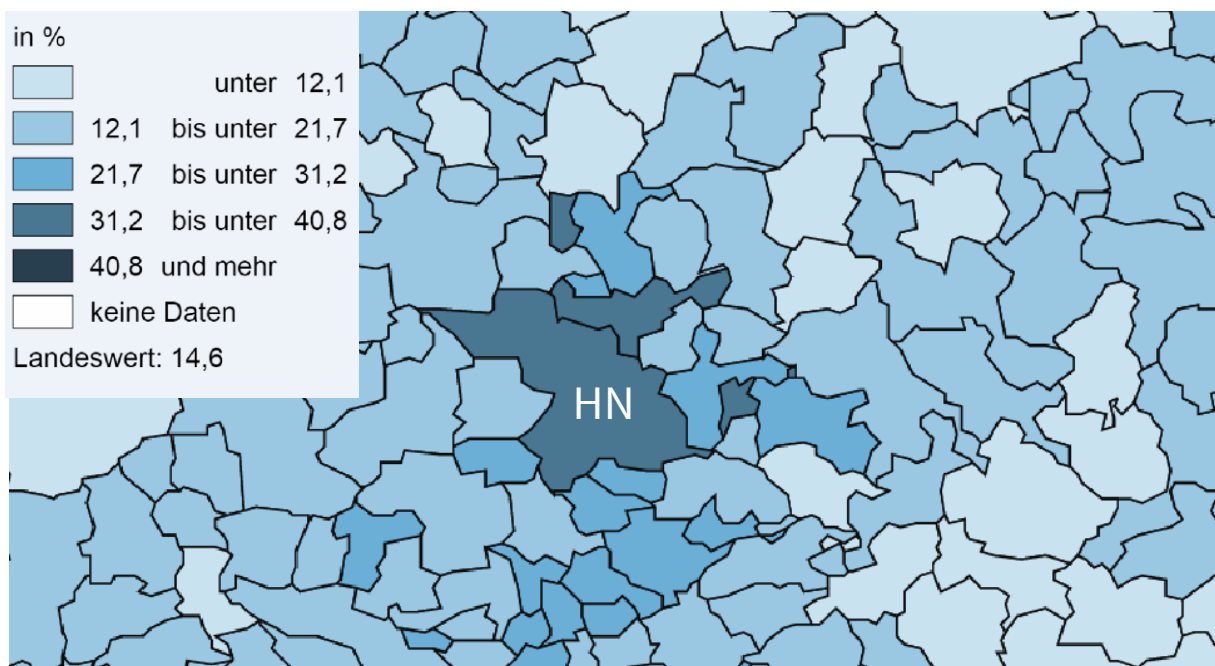 in %
unter 12,1
12,1 bis unter 21,7
21,7 bis unter 31,2
31,2 bis unter 40,8
40,8 und mehr
keine Daten
Landeswert: 14,6
HN